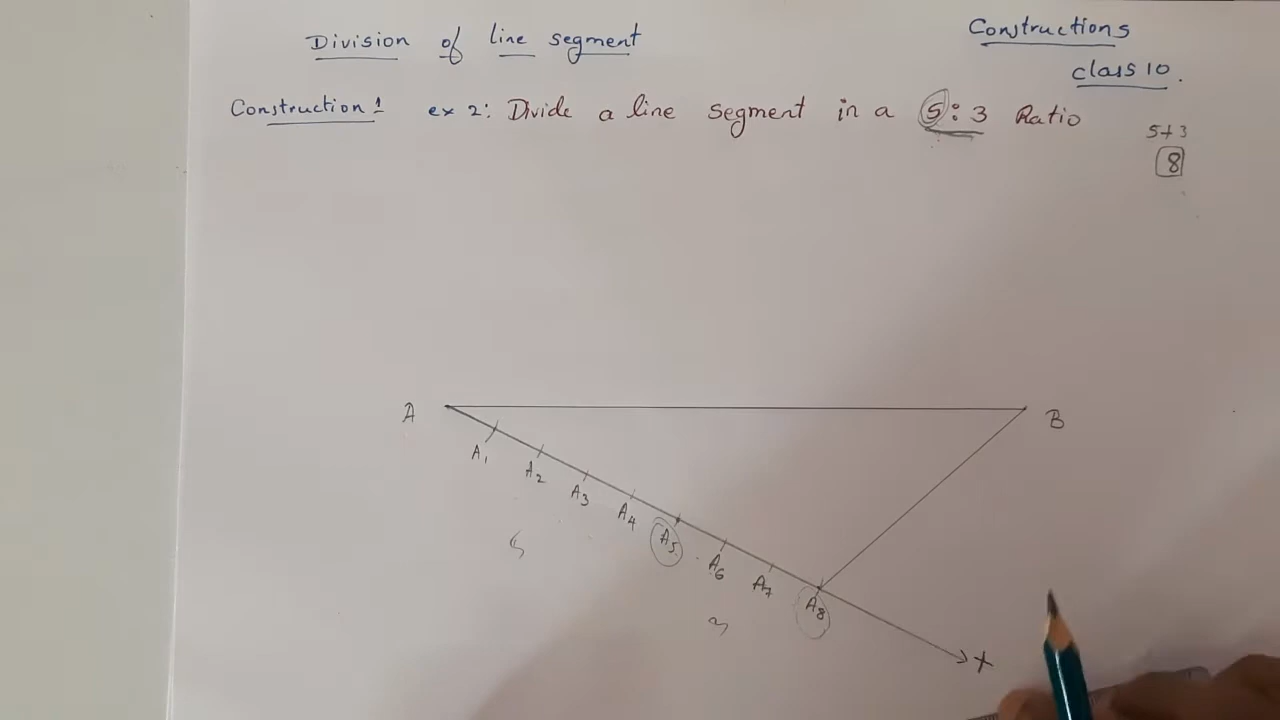 Division of line segment
Constructions
class 10.
Construction 1 ex 2: Divide a line segment in a 5:3 Ratio
5+3
8
A
B
A1
A2
A3
A4
A5
A6
A7
A8
5
3
X